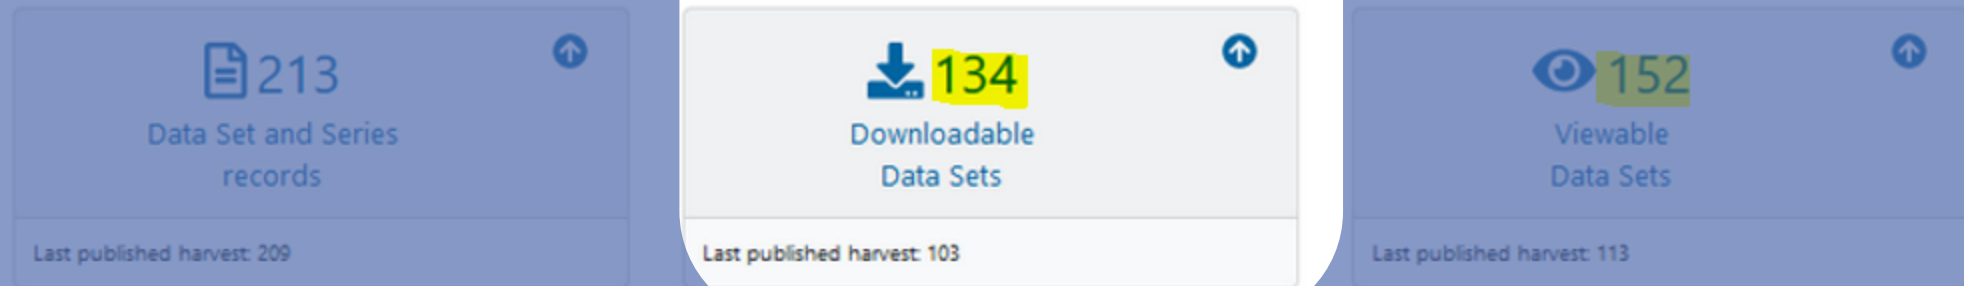 213
Data Set and Series
records
Last published harvest: 209
134
Downloadable
Data Sets
Last published harvest: 103
152
Viewable
Data Sets
Last published harvest: 113